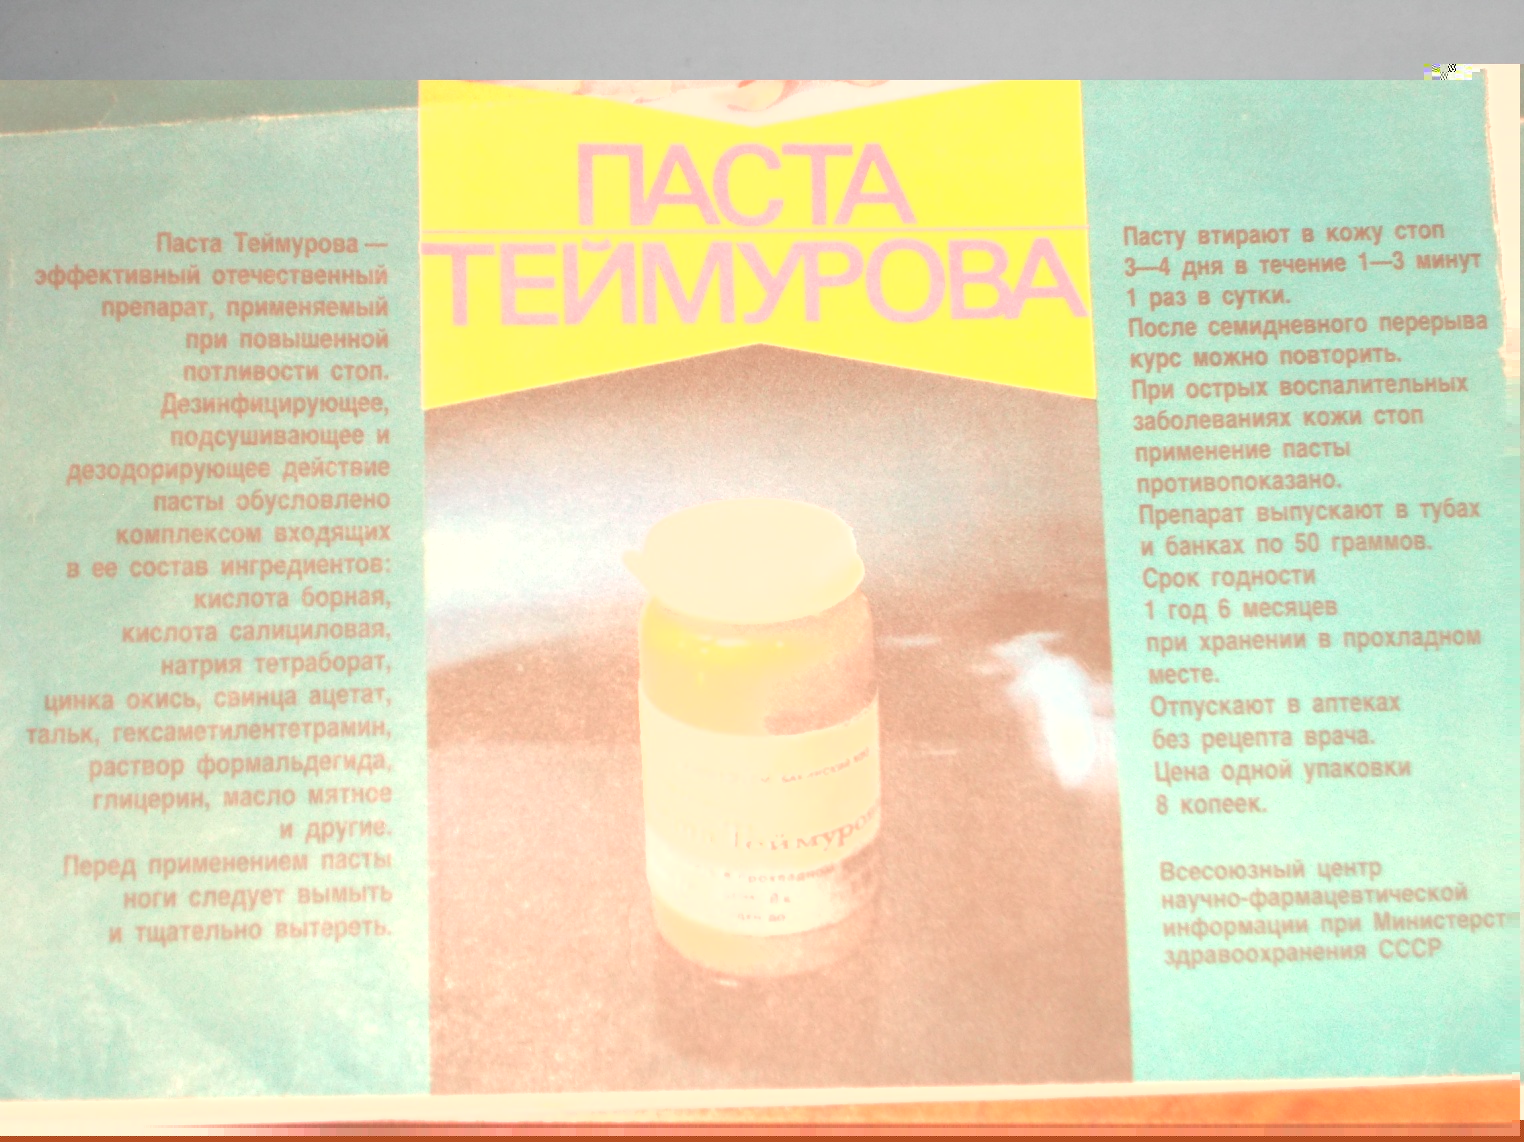 ПАСТА
ТЕЙМУРОВА
Паста Теймурова —
эффективный отечественный
препарат, применяемый
при повышенной
потливости стоп.
Дезинфицирующее,
подсушивающее и
дезодорирующее действие
пасты обусловлено
комплексом входящих
в ее состав ингредиентов:
кислота борная,
кислота салициловая,
натрия тетраборат,
цинка окись, свинца ацетат,
тальк, гексаметилентетрамин,
раствор формальдегида,
глицерин, масло мятное
и другие.
Перед применением пасты
ноги следует вымыть
и тщательно вытереть.
Теймуров
Пасту втирают в кожу стоп
3—4 дня в течение 1—3 минут
1 раз в сутки.
После семидневного перерыва
курс можно повторить.
При острых воспалительных
заболеваниях кожи стоп
применение пасты
противопоказано.
Препарат выпускают в тубах
и банках по 50 граммов.
Срок годности
1 год 6 месяцев
при хранении в прохладном
месте.
Отпускают в аптеках
без рецепта врача.
Цена одной упаковки
8 копеек.
Всесоюзный центр
научно-фармацевтической
информации при Министерст
здравоохранения СССР